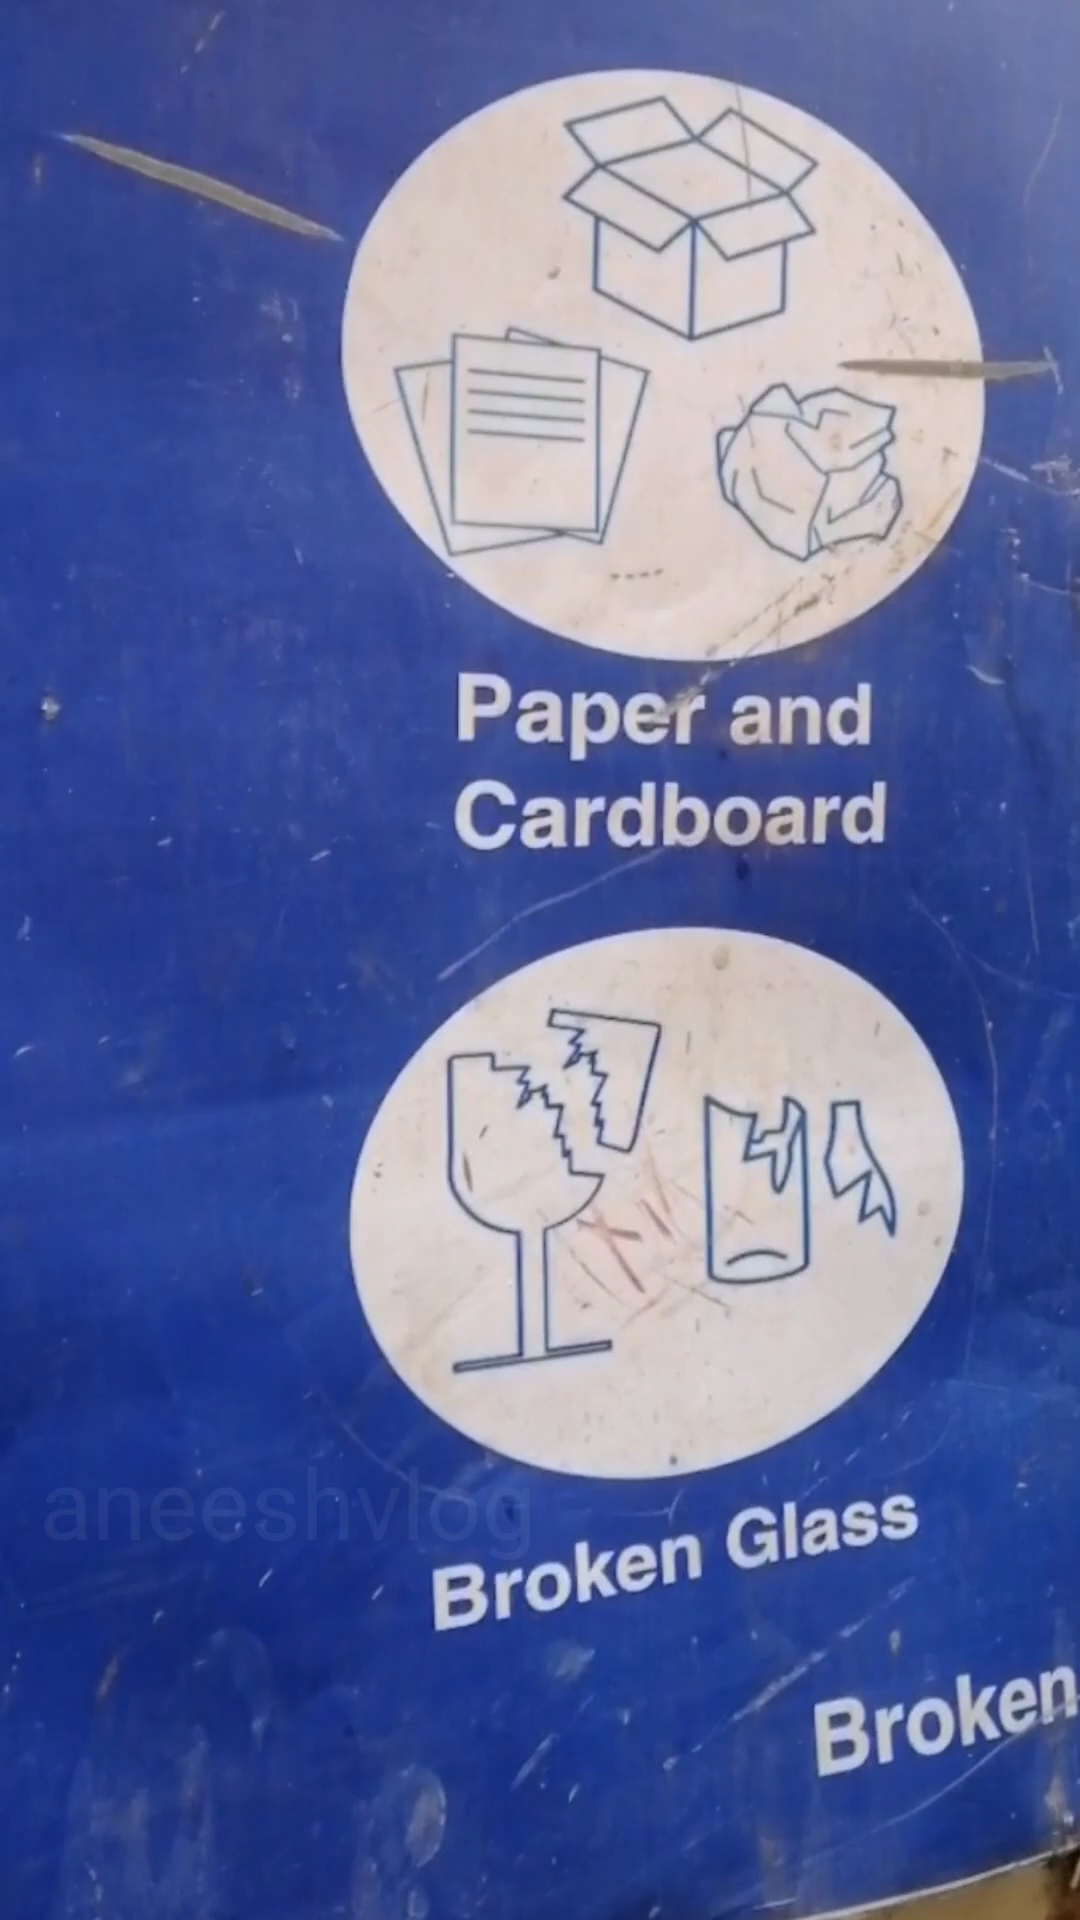 Paper and
Cardboard
aneeshvlog
Broken Glass
Broken